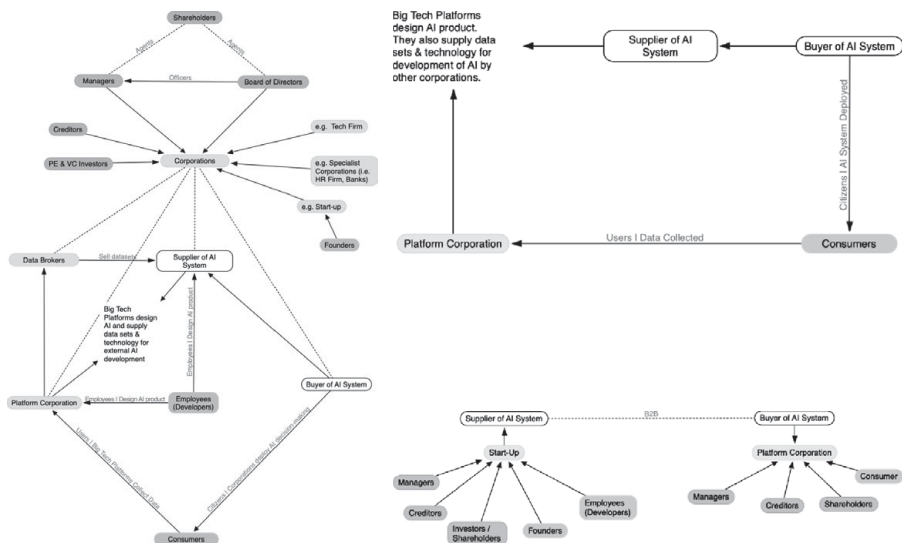 Shareholders
Agents
Agents
Managers
Officers
Board of Directors
Creditors
e.g. Tech Firm
PE & VC Investors
Corporations
e.g. Specialist
Corporations (i.e.
HR Firm, Banks)
e.g. Start-up
Founders
Data Brokers
Sell datasets
Supplier of AI
System
Big Tech
Platforms design
AI and supply
data sets &
technology for
external AI
development
Employees I Design AI product
Buyer of AI System
Platform Corporation
Employees I Design AI product
Employees
(Developers)
Users I Big Tech Platforms Collect Data
Citizens I Corporations deploy AI decision-making
Consumers
Big Tech Platforms
design AI product.
They also supply data
sets & technology for
development of AI by
other corporations.
Supplier of AI
System
Buyer of AI System
Citizens I AI System Deployed
Platform Corporation
Users I Data Collected
Consumers
Supplier of AI System
B2B
Buyer of AI System
Start-Up
Platform Corporation
Managers
Creditors
Investors /
Shareholders
Founders
Employees
(Developers)
Managers
Creditors
Shareholders
Consumer